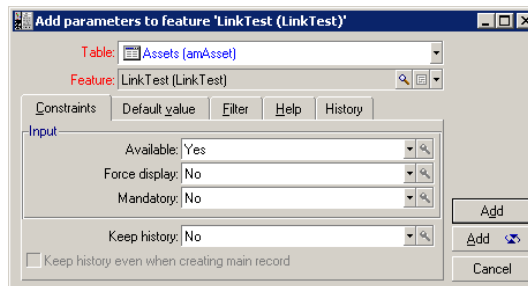 Add parameters to feature 'LinkTest (LinkTest)'
Table: Assets (amAsset)
Feature: LinkTest (LinkTest)
Constraints Default value Filter Help History
Input
Available: Yes
Force display: No
Mandatory: No
Keep history: No
Keep history even when creating main record
Add
Add
Cancel